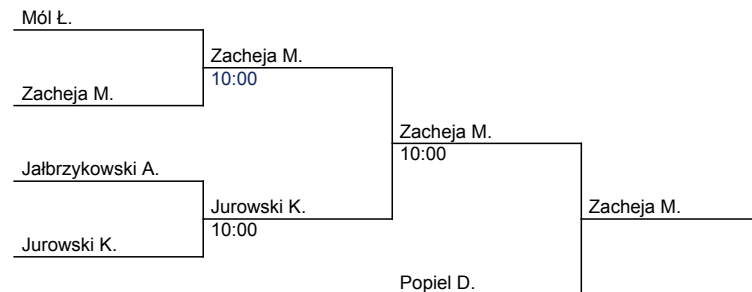 Mól Ł.
Zacheja M.
10:00
Zacheja M.
Zacheja M.
10:00
Jałbrzykowski A.
Jurowski K.
Zacheja M.
10:00
Jurowski K.
Popiel D.